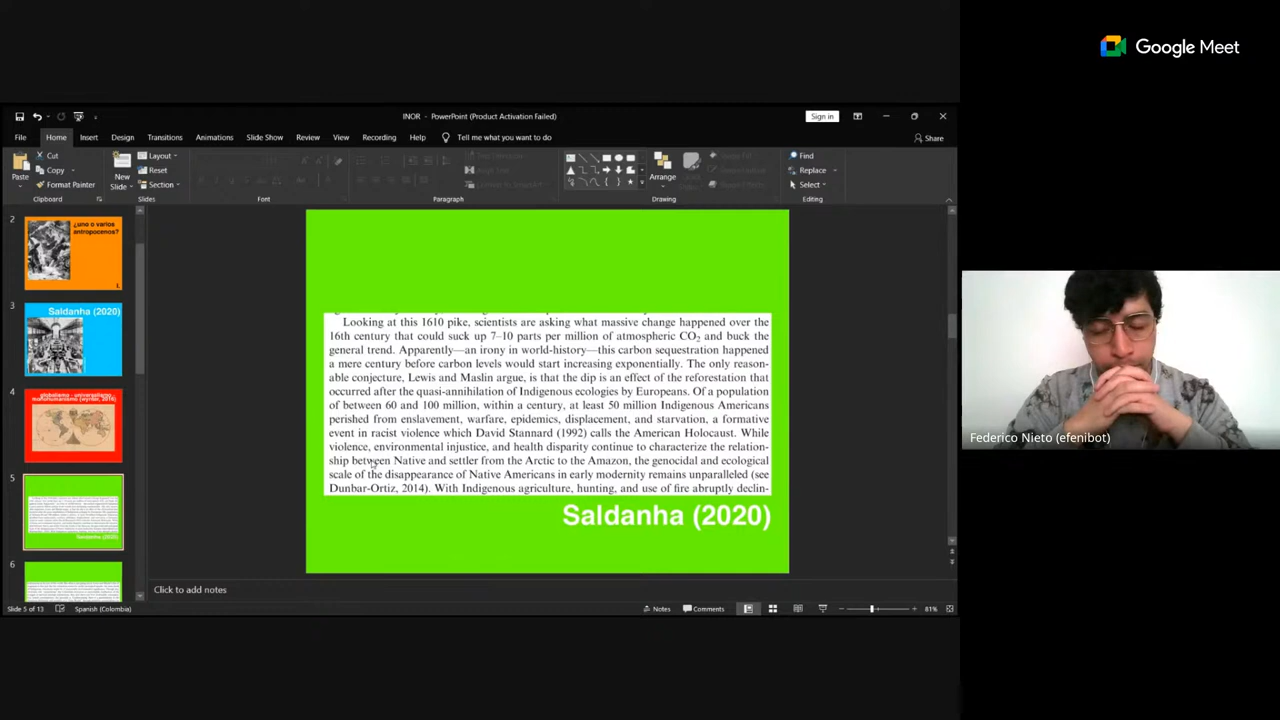 Google Meet
INOR - PowerPoint (Product Activation Failed)
Sign in
File Home Insert Design Transitions Animations Slide Show Review View Recording Help Tell me what you want to do
Share
Paste
Cut
Copy
Format Painter
Clipboard
New
Slide
Layout
Reset
Section
Slides
Font
Paragraph
Arrange
Drawing
Find
Replace
Select
Editing
2
¿uno o varios
antropocenos?
1.
3
Saldanha (2020)
4
globalismo - universalismo
5
Saldanha (2020)
6
Looking at this 1610 pike, scientists are asking what massive change happened over the
16th century that could suck up 7–10 parts per million of atmospheric CO2 and buck the
general trend. Apparently—an irony in world-history—this carbon sequestration happened
a mere century before carbon levels would start increasing exponentially. The only reason-
able conjecture, Lewis and Maslin argue, is that the dip is an effect of the reforestation that
occurred after the quasi-annihilation of Indigenous ecologies by Europeans. Of a population
of between 60 and 100 million, within a century, at least 50 million Indigenous Americans
perished from enslavement, warfare, epidemics, displacement, and starvation, a formative
event in racist violence which David Stannard (1992) calls the American Holocaust. While
violence, environmental injustice, and health disparity continue to characterize the relation-
ship between Native and settler from the Arctic to the Amazon, the genocidal and ecological
scale of the disappearance of Native Americans in early modernity remains unparalleled (see
Dunbar-Ortiz, 2014). With Indigenous agriculture, hunting, and use of fire abruptly declin-
Saldanha (2020)
Click to add notes
Slide 5 of 13
Spanish (Colombia)
Notes
Comments
81%
Federico Nieto (efenibot)